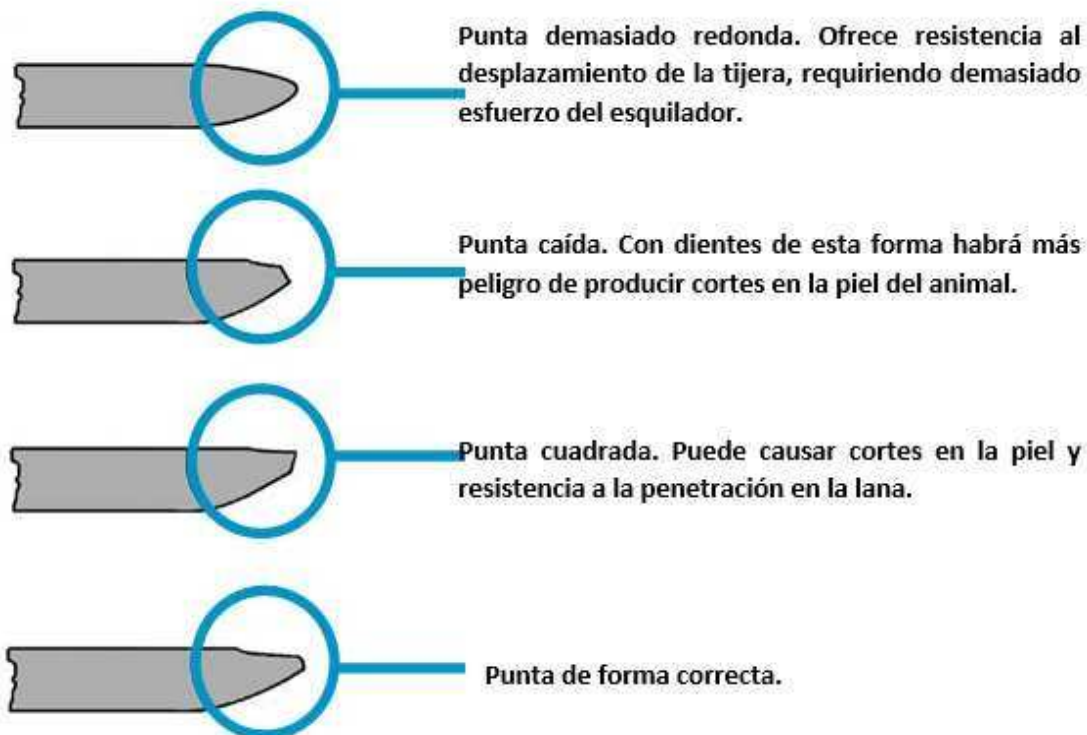 Punta demasiado redonda. Ofrece resistencia al
desplazamiento de la tijera, requiriendo demasiado
esfuerzo del esquilador.
Punta caída. Con dientes de esta forma habrá más
peligro de producir cortes en la piel del animal.
Punta cuadrada. Puede causar cortes en la piel y
resistencia a la penetración en la lana.
Punta de forma correcta.